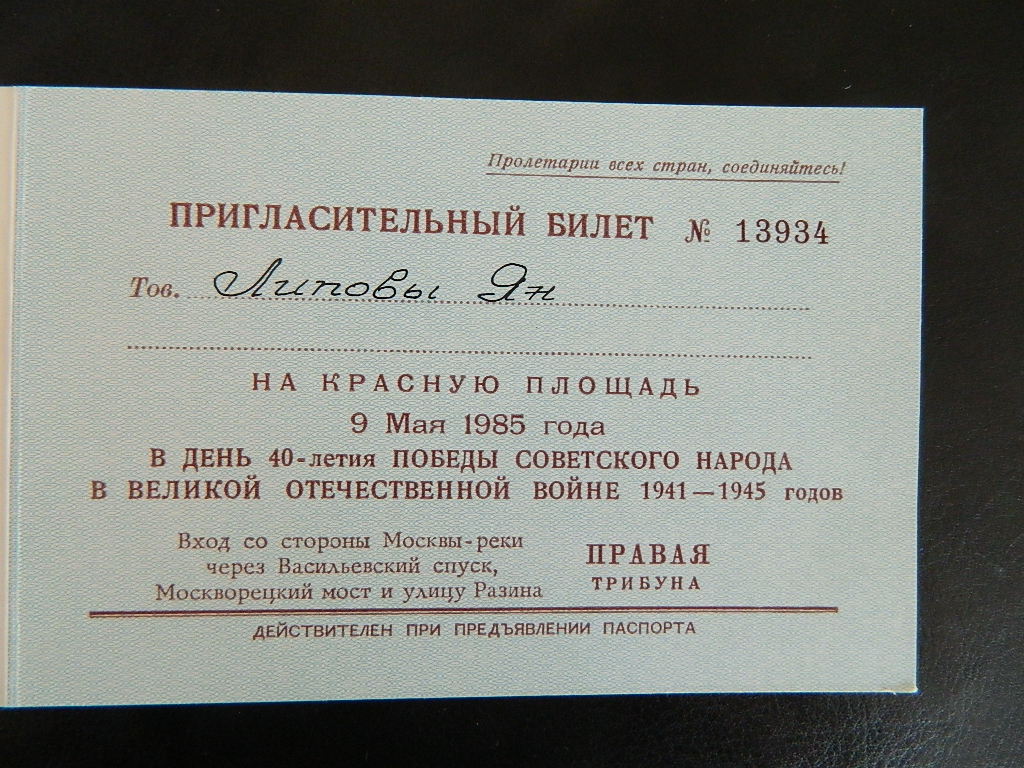 Пролетарии всех стран, соединяйтесь!
ПРИГЛАСИТЕЛЬНЫЙ БИЛЕТ № 13934
Тов. Липовы Ян
НА КРАСНУЮ ПЛОЩАДЬ
9 Мая 1985 года
В ДЕНЬ 40-летия ПОБЕДЫ СОВЕТСКОГО НАРОДА
В ВЕЛИКОЙ ОТЕЧЕСТВЕННОЙ ВОЙНЕ 1941—1945 годов
Вход со стороны Москвы-реки
через Васильевский спуск,
Москворецкий мост и улицу Разина
ПРАВАЯ
ТРИБУНА
ДЕЙСТВИТЕЛЕН ПРИ ПРЕДЪЯВЛЕНИИ ПАСПОРТА